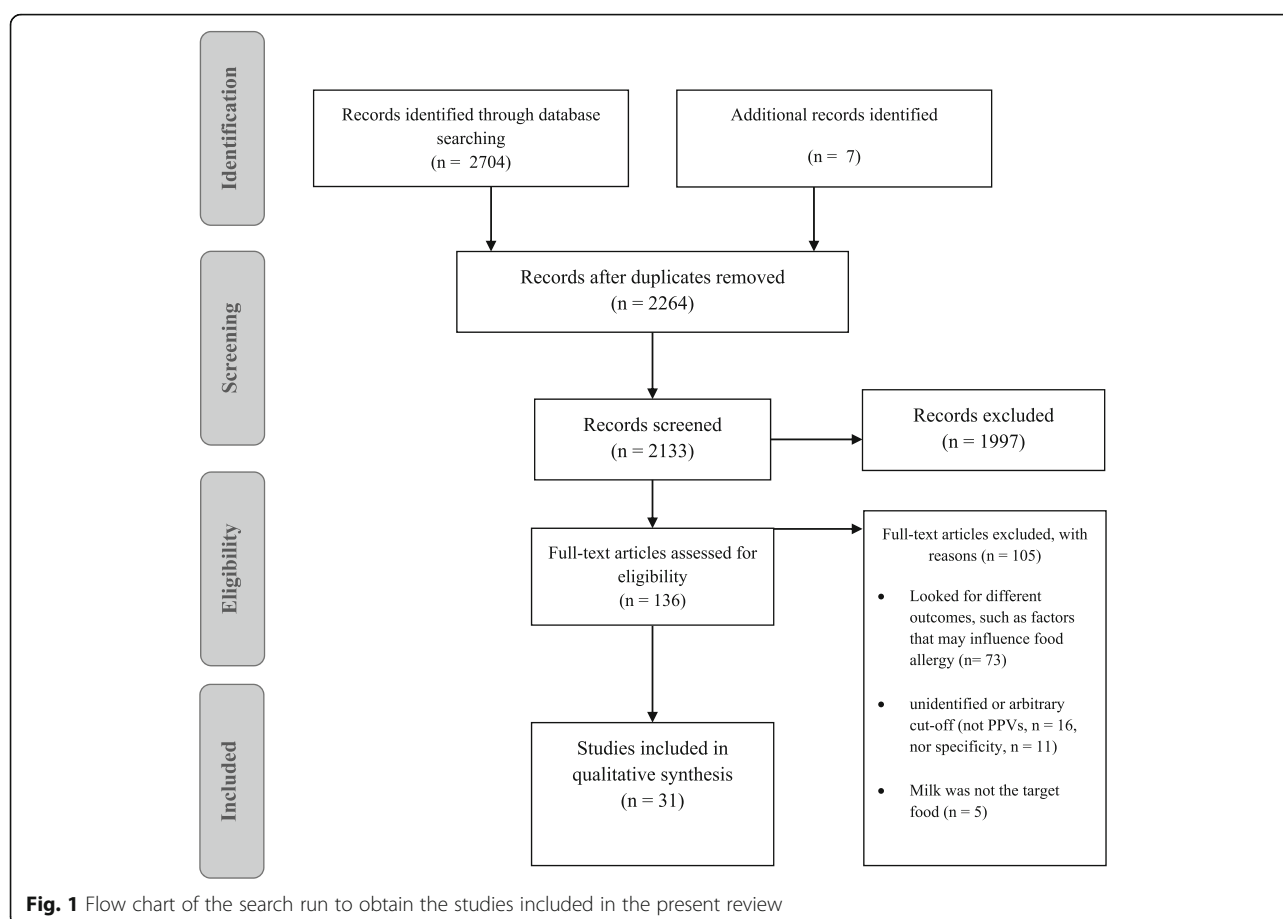 Identification
Records identified through database
searching
(n = 2704)
Additional records identified
(n = 7)
Screening
Records after duplicates removed
(n = 2264)
Records screened
(n = 2133)
Records excluded
(n = 1997)
Eligibility
Full-text articles assessed for
eligibility
(n = 136)
Full-text articles excluded, with
reasons (n = 105)
• Looked for different
outcomes, such as factors
that may influence food
allergy (n= 73)
• unidentified or arbitrary
cut-off (not PPVs, n = 16,
nor specificity, n = 11)
• Milk was not the target
food (n = 5)
Included
Studies included in
qualitative synthesis
(n = 31)
Fig. 1 Flow chart of the search run to obtain the studies included in the present review